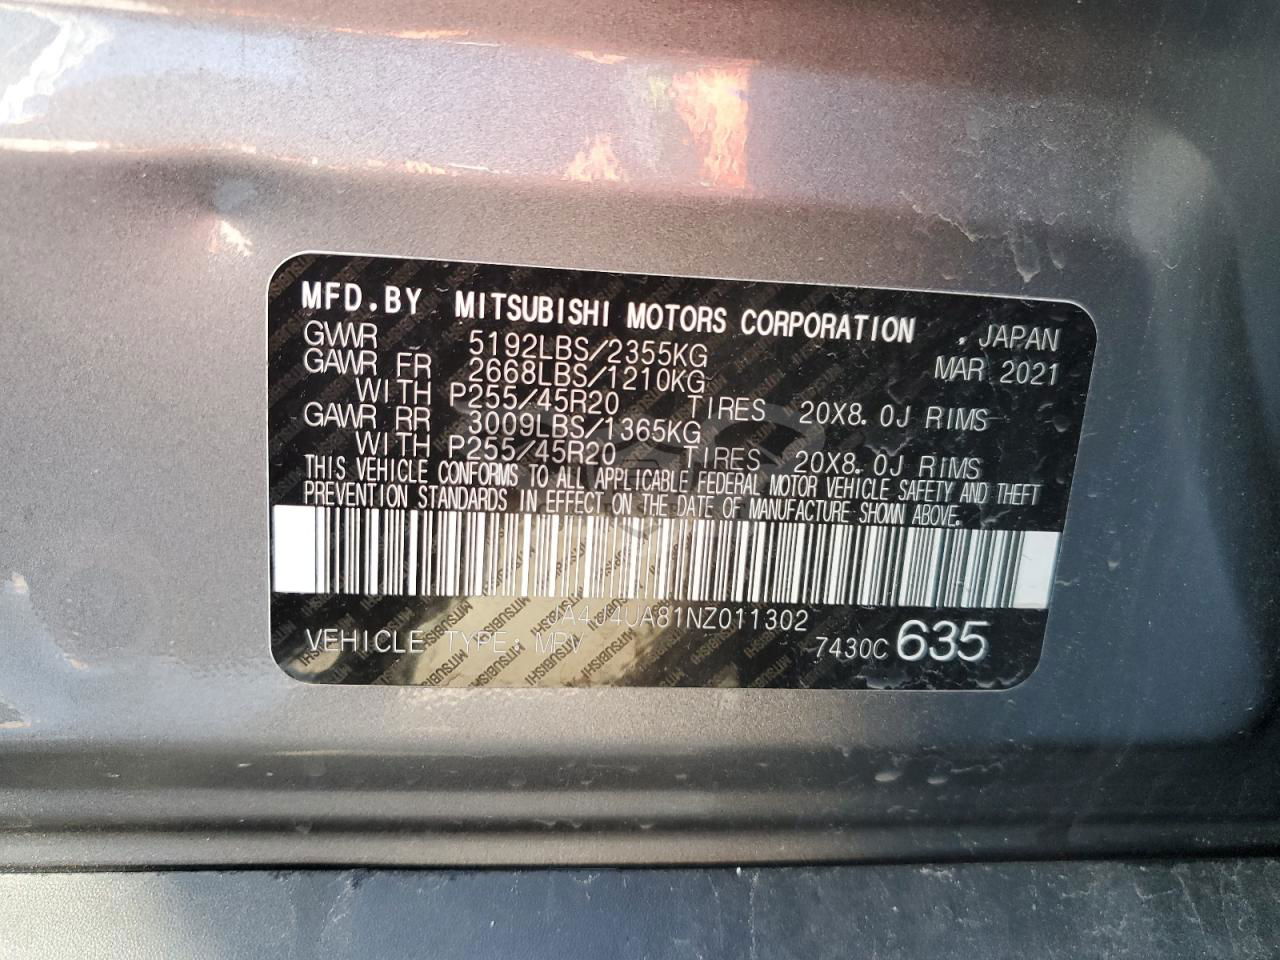 MFD.BY MITSUBISHI MOTORS CORPORATION , JAPAN
GVWR 5192LBS/2355KG MAR 2021
GAWR FR 2668LBS/1210KG
WITH P255/45R20 TIRES 20X8.0J RIMS
GAWR RR 3009LBS/1365KG
WITH P255/45R20 TIRES 20X8.0J RIMS
THIS VEHICLE CONFORMS TO ALL APPLICABLE FEDERAL MOTOR VEHICLE SAFETY AND THEFT
PREVENTION STANDARDS IN EFFECT ON THE DATE OF MANUFACTURE SHOWN ABOVE.
VEHICLE TYPE: MPV 7430C 635